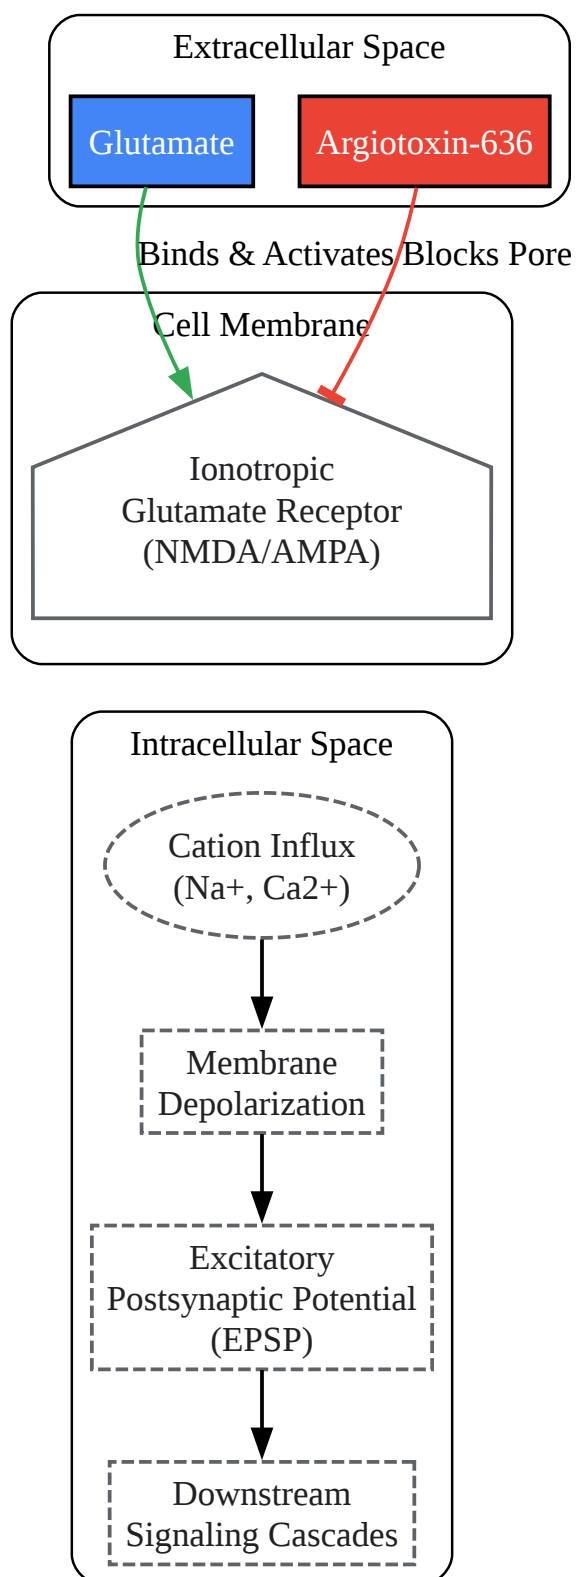 Extracellular Space
Glutamate
Argiotoxin-636
Binds & Activates
Blocks Pore
Cell Membrane
Ionotropic
Glutamate Receptor
(NMDA/AMPA)
Intracellular Space
Cation Influx
(Na+, Ca2+)
Membrane
Depolarization
Excitatory
Postsynaptic Potential
(EPSP)
Downstream
Signaling Cascades